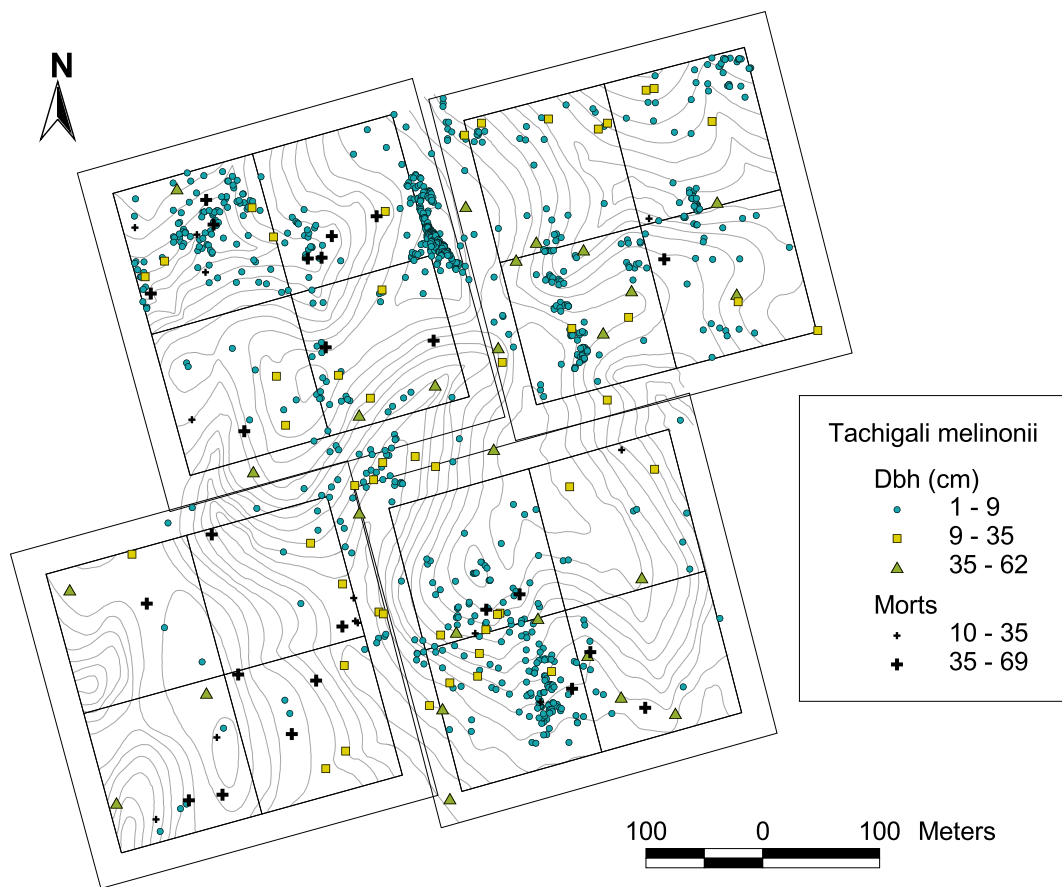 N
Tachigali melinonii
Dbh (cm)
1 - 9
9 - 35
35 - 62
Morts
10 - 35
35 - 69
100 0 100 Meters